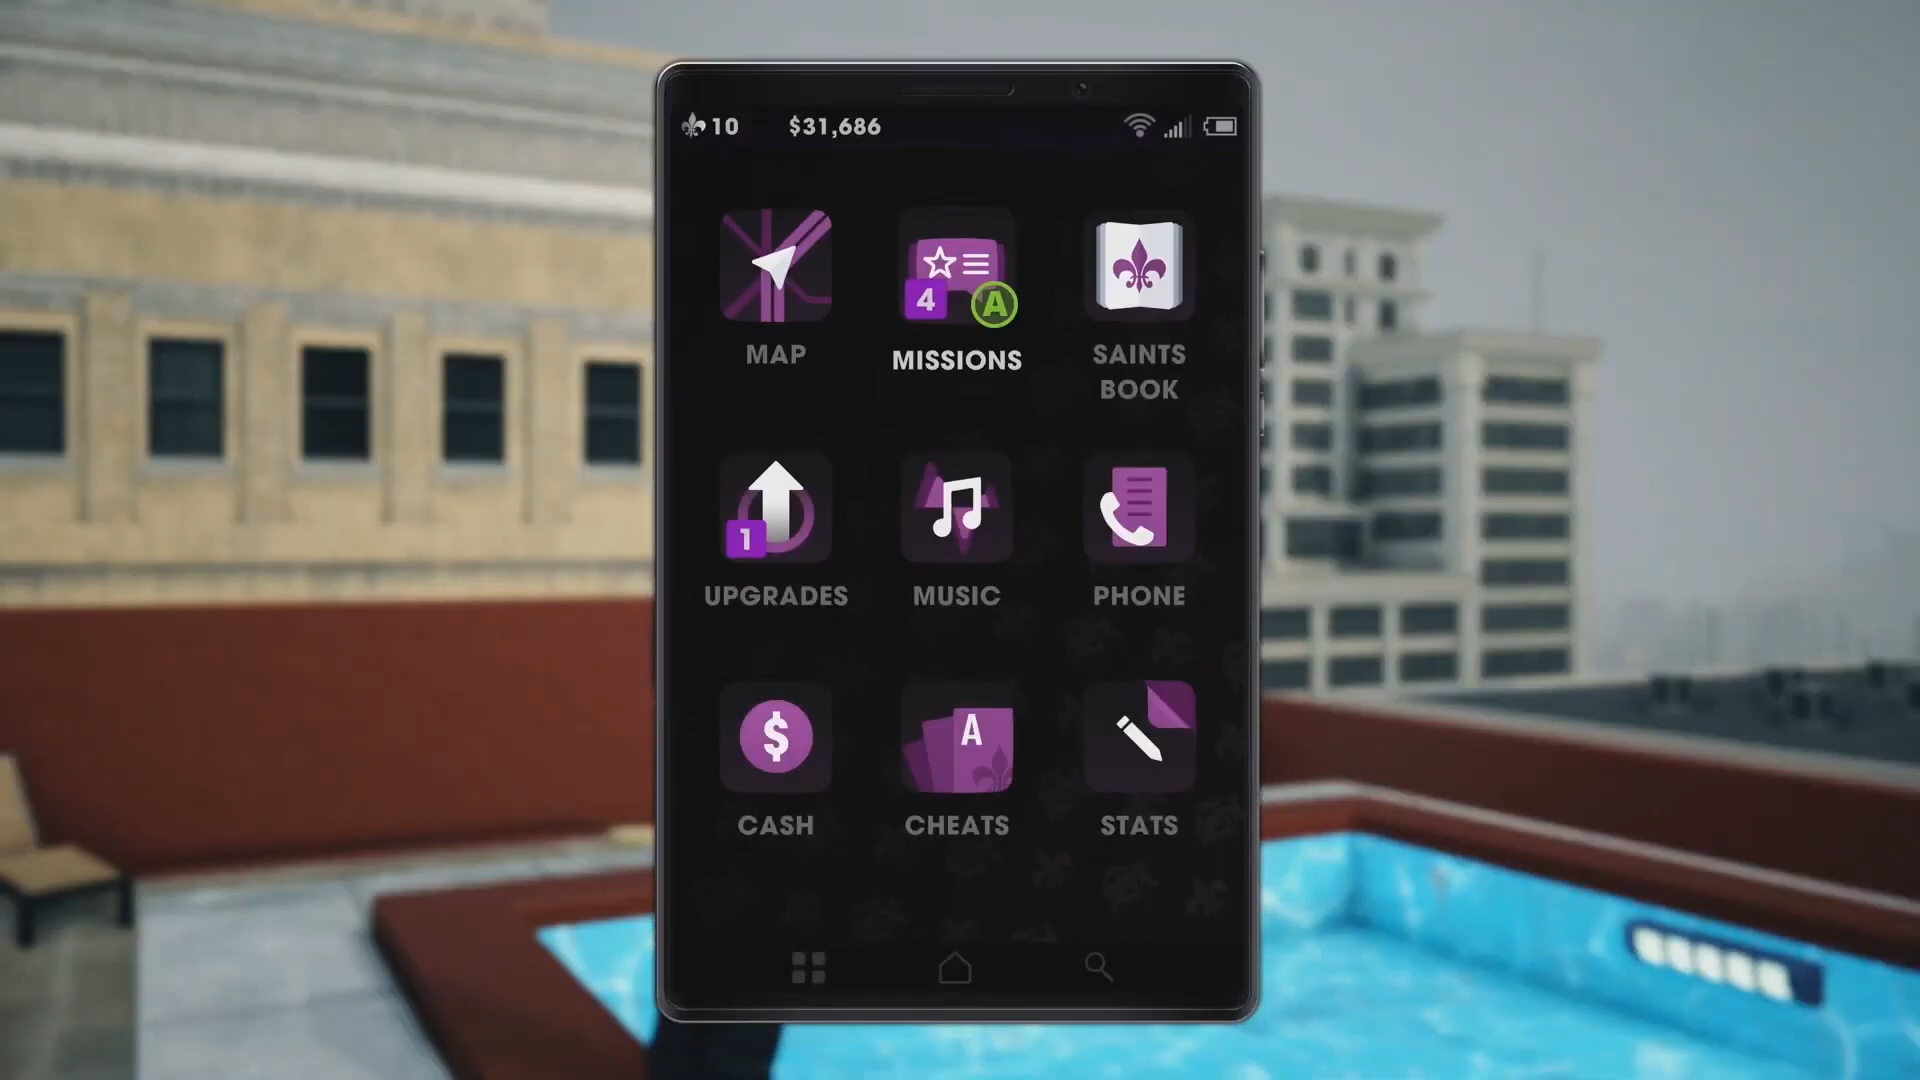 10 $31,686
MAP
4 A
MISSIONS
SAINTS
BOOK
1
UPGRADES
MUSIC
PHONE
$
CASH
A
CHEATS
STATS